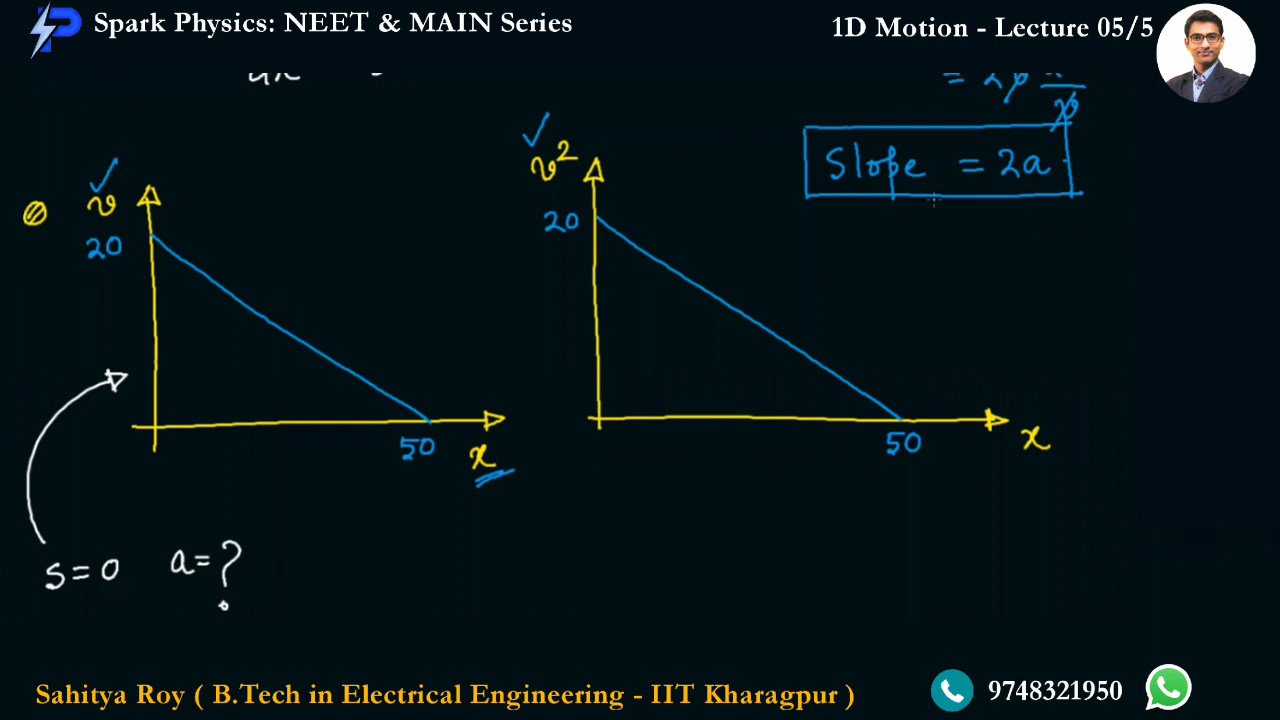 Spark Physics: NEET & MAIN Series
1D Motion - Lecture 05/5
Slope = 2a
v
20
50
x
v²
20
50
x
s=0 a=?
Sahitya Roy ( B.Tech in Electrical Engineering - IIT Kharagpur )
9748321950